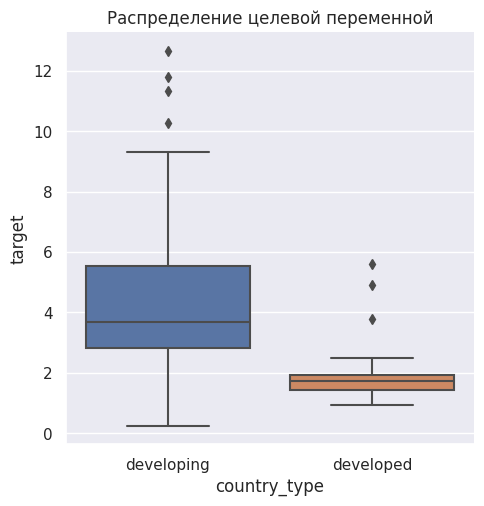 Распределение целевой переменной
12
10
8
6
4
2
0
target
developing
developed
country_type